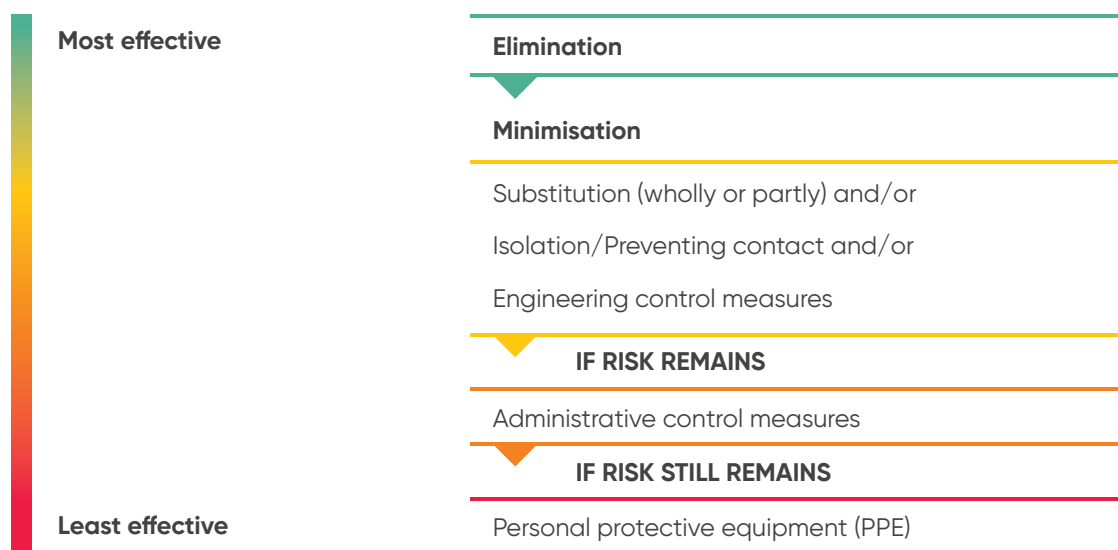 Most effective
Elimination
Minimisation
Substitution (wholly or partly) and/or
Isolation/Preventing contact and/or
Engineering control measures
IF RISK REMAINS
Administrative control measures
IF RISK STILL REMAINS
Least effective
Personal protective equipment (PPE)